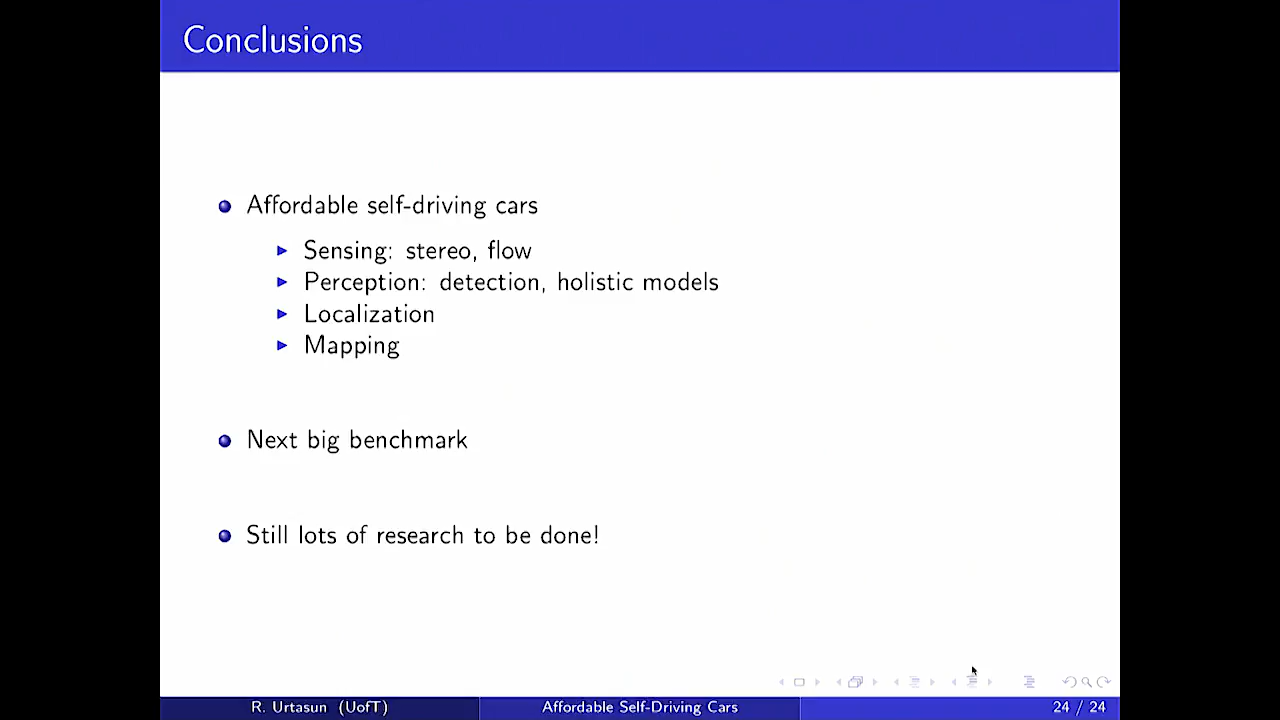 Conclusions
Affordable self-driving cars
Sensing: stereo, flow
Perception: detection, holistic models
Localization
Mapping
Next big benchmark
Still lots of research to be done!
R. Urtasun (UofT)
Affordable Self-Driving Cars
24 / 24